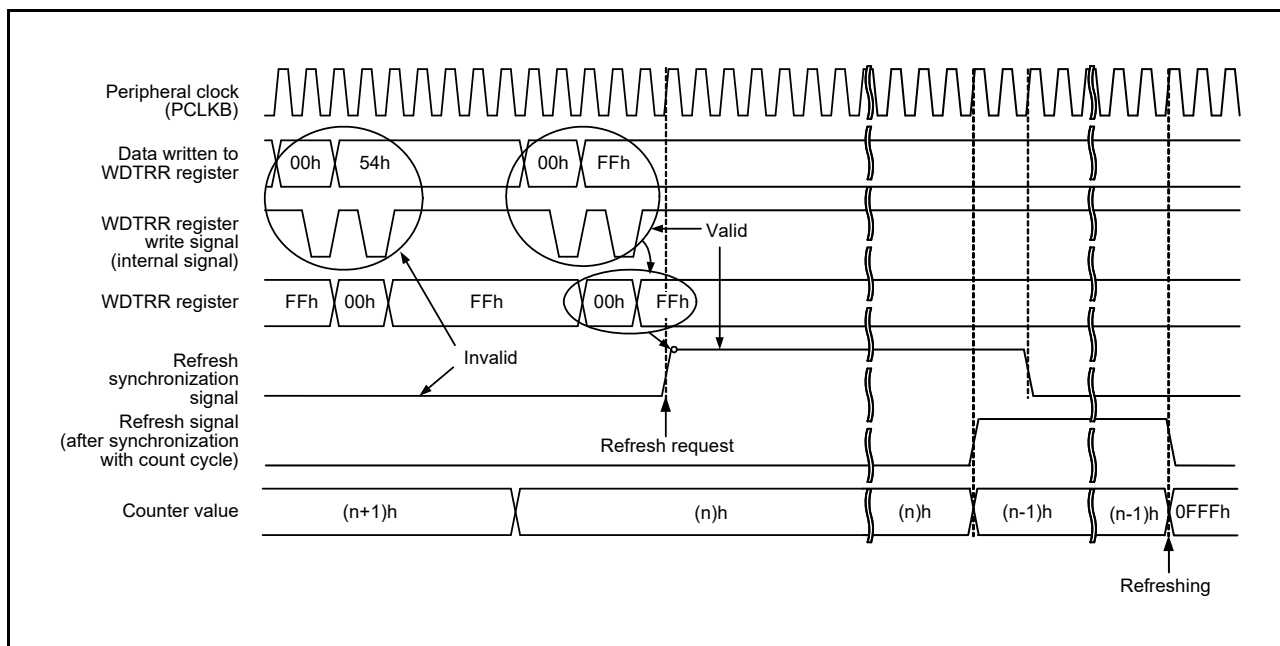 Peripheral clock
(PCLKB)
Data written to
WDTRR register
00h 54h 00h FFh
WDTRR register
write signal
(internal signal)
Valid
WDTRR register
FFh 00h FFh 00h FFh
Invalid
Refresh
synchronization
signal
Refresh request
Refresh signal
(after synchronization
with count cycle)
Counter value
(n+1)h (n)h (n)h (n-1)h (n-1)h 0FFFh
Refreshing